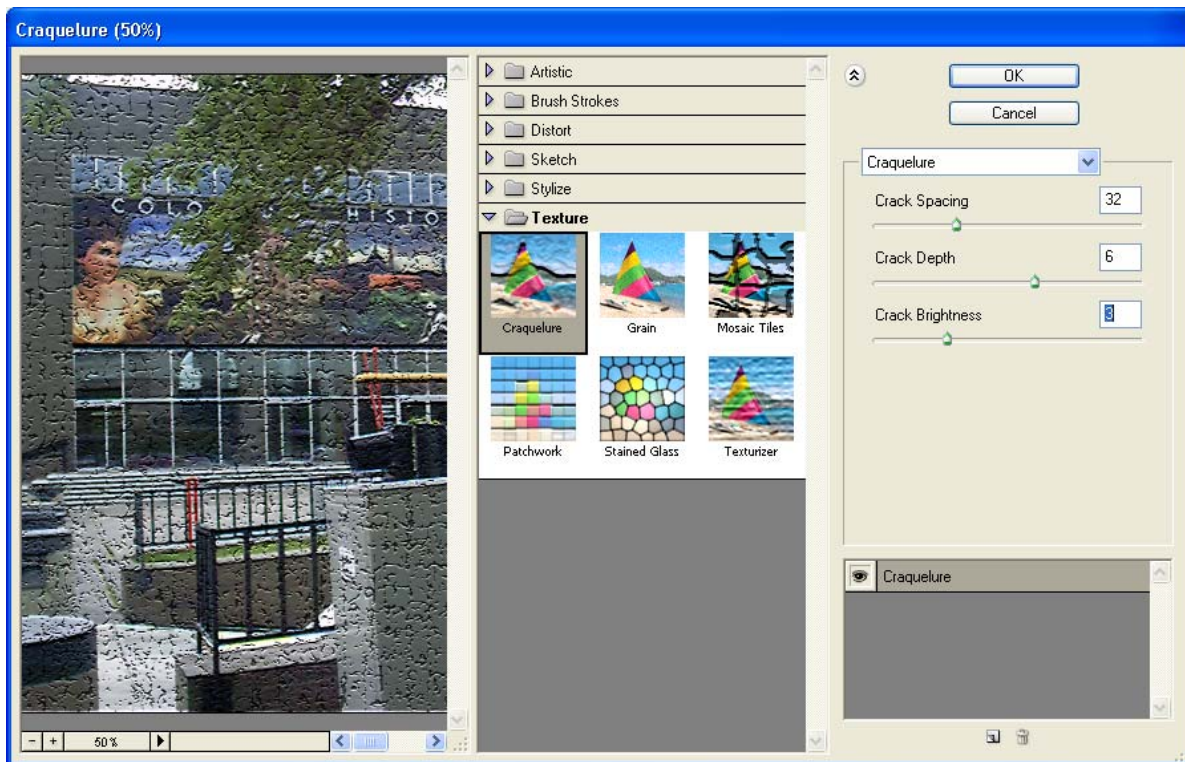 Craquelure (50%)
COLO
HISTO
50%
Artistic
Brush Strokes
Distort
Sketch
Stylize
Texture
Craquelure
Grain
Mosaic Tiles
Patchwork
Stained Glass
Texturizer
OK
Cancel
Craquelure
Crack Spacing 32
Crack Depth 6
Crack Brightness 3
Craquelure